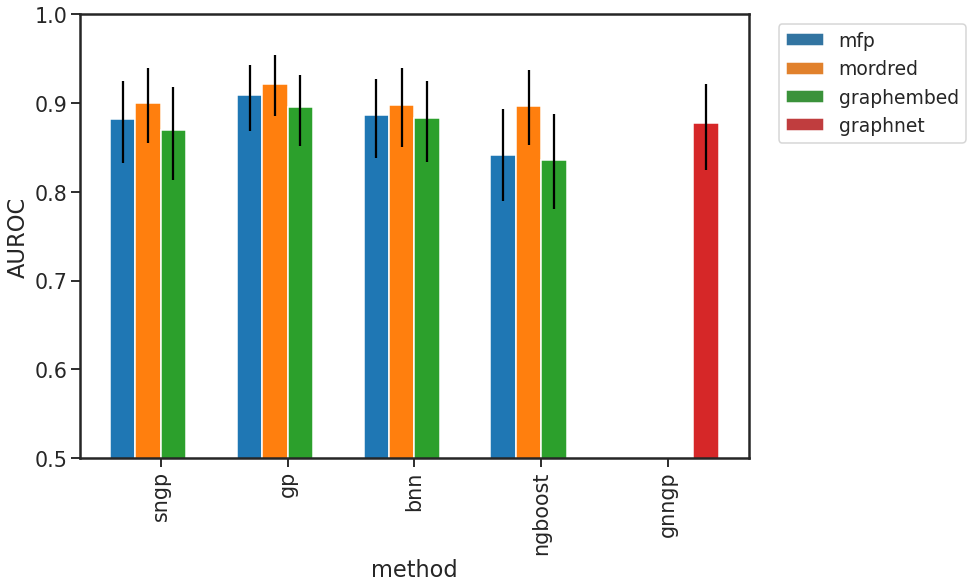 1.0
0.9
0.8
0.7
0.6
0.5
AUROC
sngp
gp
bnn
ngboost
gnngp
method
mfp
mordred
graphembed
graphnet